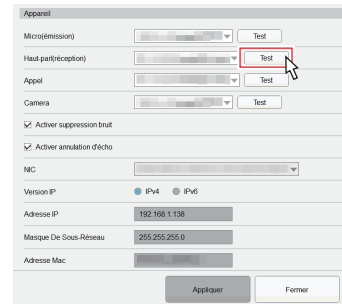 Appareil
Micro(émission) Test
Haut-parl(réception) Test
Appel Test
Camera Test
Activer suppression bruit
Activer annulation d'écho
NIC
Version IP IPv4 IPv6
Adresse IP 192.168.1.138
Masque De Sous-Réseau 255.255.255.0
Adresse Mac
Appliquer Fermer